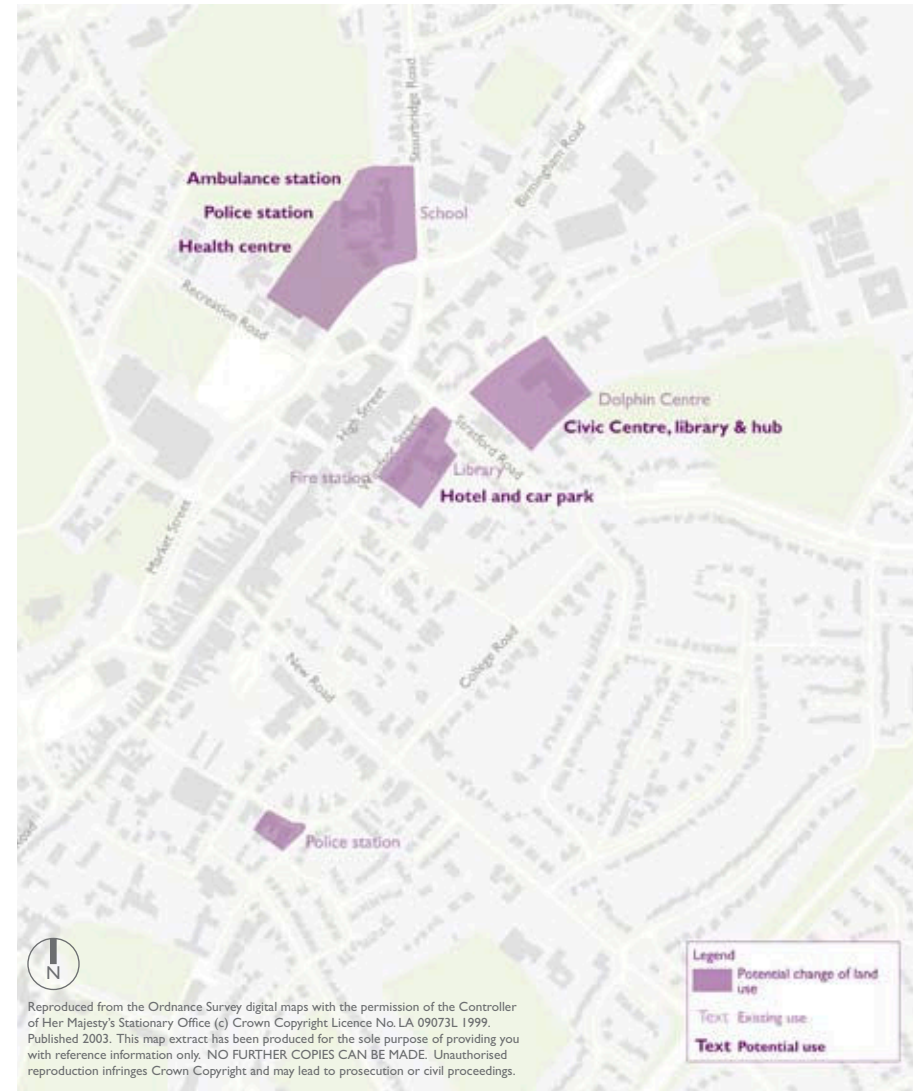 Stourbridge Road
Birmingham Road
Ambulance station
Police station
School
Health centre
Recreation Road
High Street
Dolphin Centre
Civic Centre, library & hub
Stratford Road
Fire station
Library
Hotel and car park
Market Street
College Road
New Road
Police station
N
Reproduced from the Ordnance Survey digital maps with the permission of the Controller
of Her Majesty's Stationary Office (c) Crown Copyright Licence No. LA 09073L 1999.
Published 2003. This map extract has been produced for the sole purpose of providing you
with reference information only. NO FURTHER COPIES CAN BE MADE. Unauthorised
reproduction infringes Crown Copyright and may lead to prosecution or civil proceedings.
Legend
Potential change of land
use
Text Existing use
Text Potential use